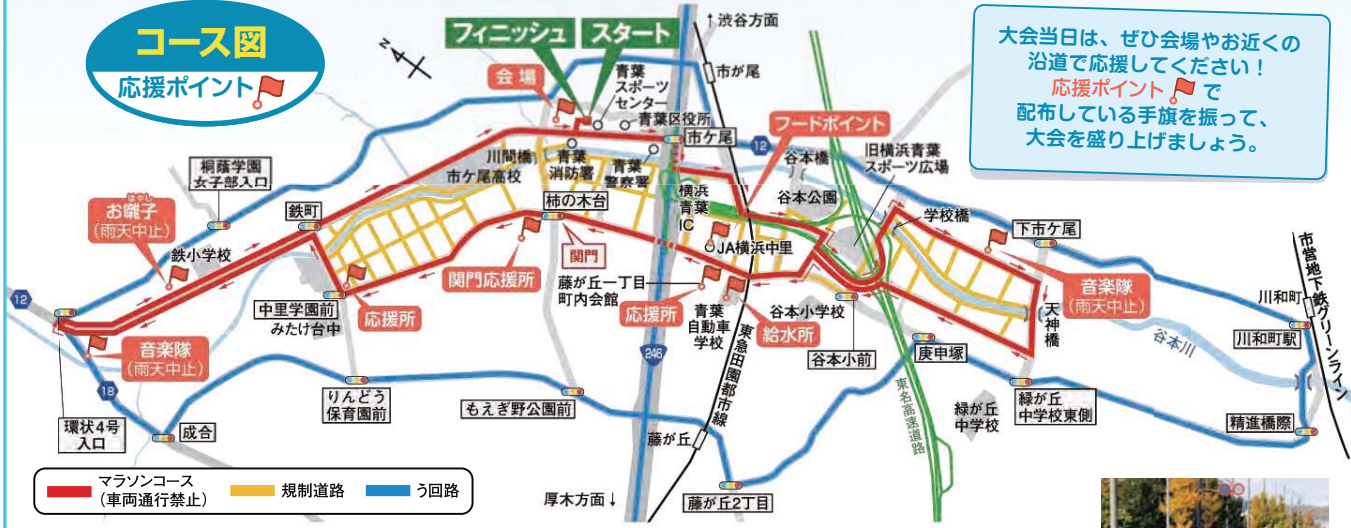 コース図
応援ポイント
N
フィニッシュ
スタート
↑渋谷方面
市が尾
会場
青葉
スポーツ
センター
青葉区役所
市ケ尾
12
フードポイント
大会当日は、ぜひ会場やお近くの
沿道で応援してください！
応援ポイント で
配布している手旗を振って、
大会を盛り上げましょう。
桐蔭学園
女子部入口
川間橋
市ケ尾高校
青葉
消防署
青葉
警察署
谷本橋
谷本公園
旧横浜青葉
スポーツ広場
学校橋
お囃子
はやし
(雨天中止)
鉄町
鉄小学校
柿の木台
関門
関門応援所
横浜
青葉
IC
JA横浜中里
下市ケ尾
音楽隊
(雨天中止)
市営地下鉄グリーンライン
川和町
川和町駅
12
中里学園前
みたけ台中
応援所
藤が丘一丁目
町内会館
応援所
青葉
自動車
学校
給水所
谷本小学校
谷本小前
天神橋
谷本川
庚申塚
音楽隊
(雨天中止)
18
246
東急田園都市線
東名高速道路
環状4号
入口
成合
りんどう
保育園前
もえぎ野公園前
藤が丘
藤が丘2丁目
緑が丘
中学校
緑が丘
中学校東側
精進橋際
厚木方面↓
マラソンコース
(車両通行禁止)
規制道路
う回路